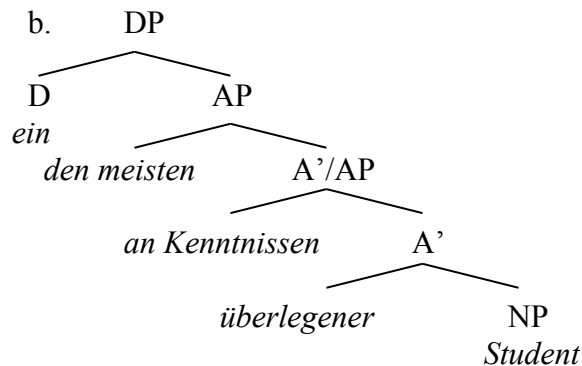 b. DP
D AP
ein
den meisten A’/AP
an Kenntnissen A’
überlegener NP
Student